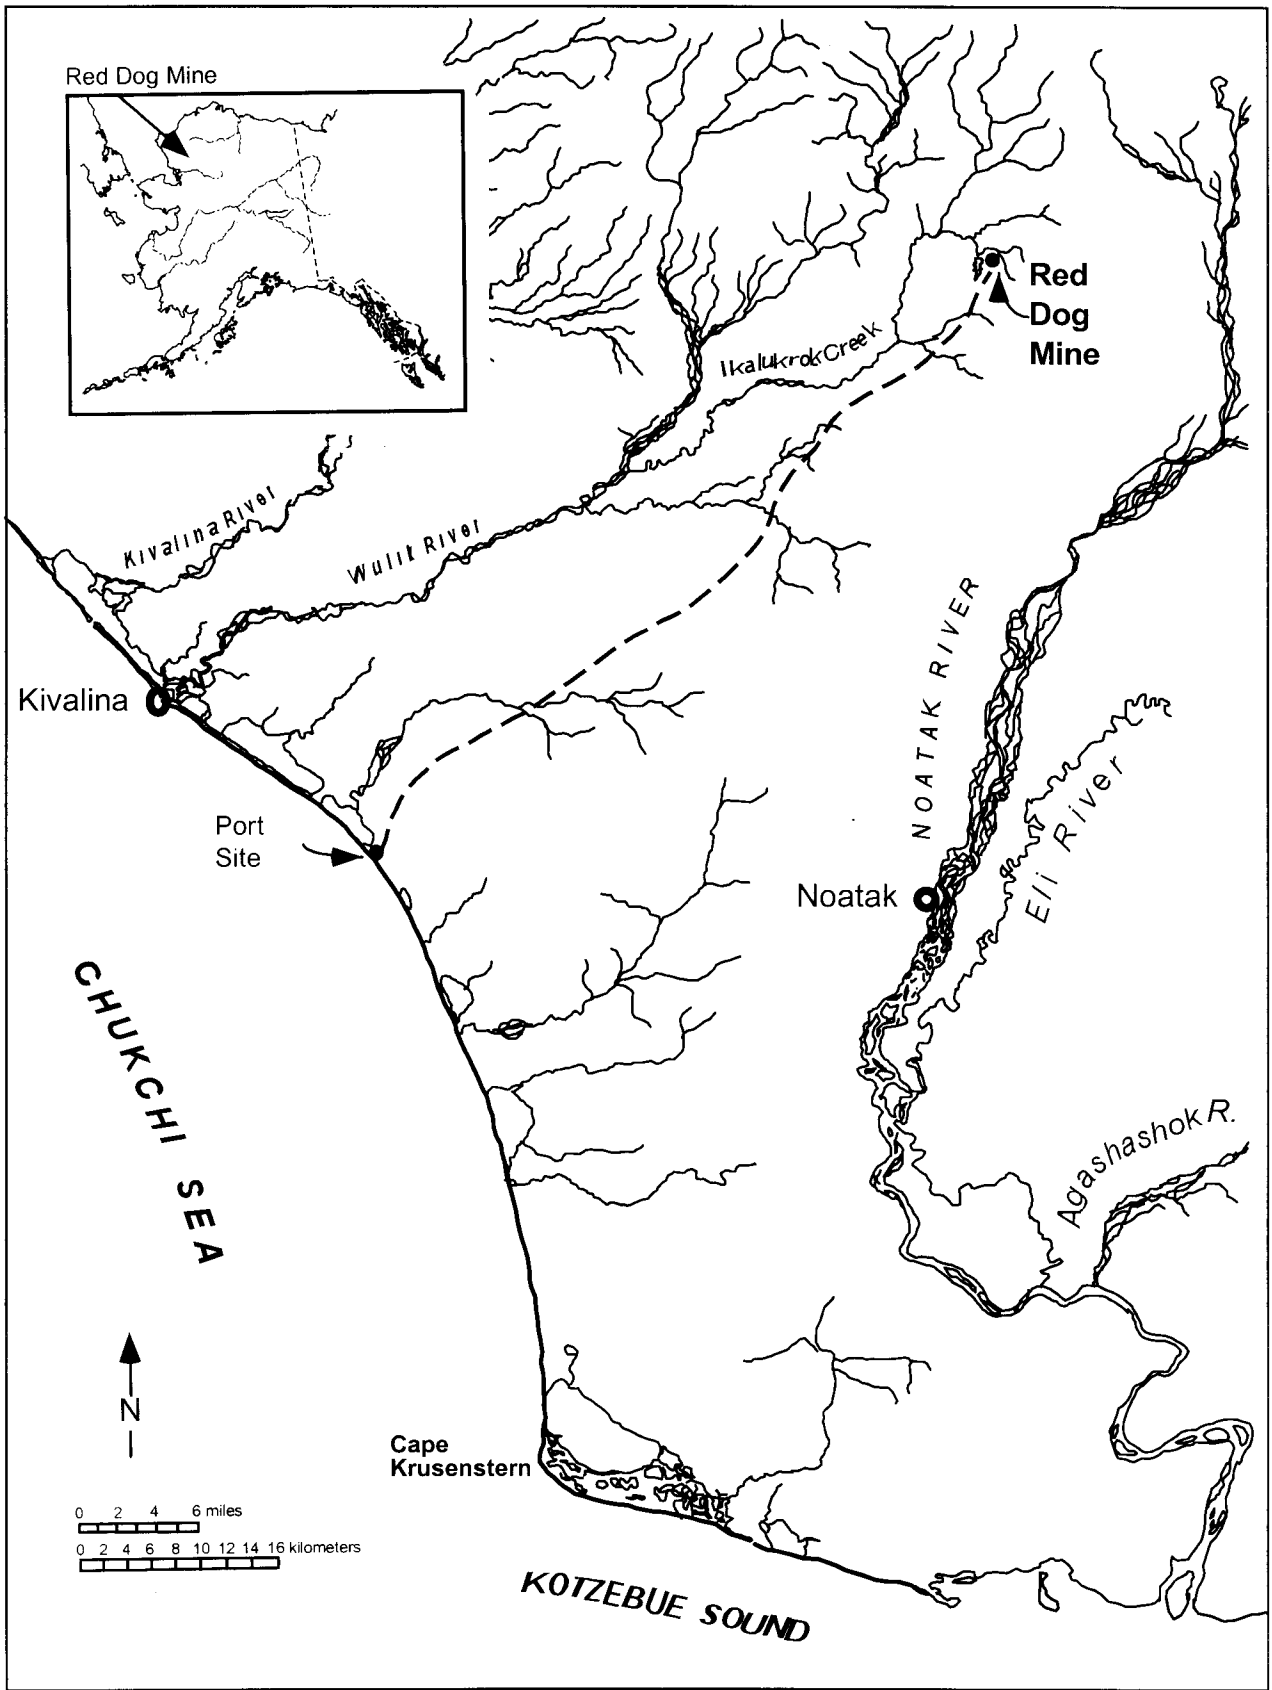 Red Dog Mine
Red
Dog
Mine
Ikalukrok Creek
Kivalina River
Wulik River
NOATAK RIVER
Kivalina
Eli River
Port
Site
Noatak
CHUKCHI SEA
Agashashok R.
N
Cape
Krusenstern
0 2 4 6 miles
0 2 4 6 8 10 12 14 16 kilometers
KOTZEBUE SOUND